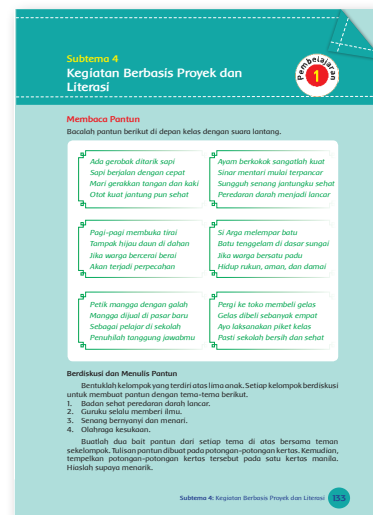 Subtema 4
Kegiatan Berbasis Proyek dan
Literasi
Pembelajaran
1
Membaca Pantun
Bacalah pantun berikut di depan kelas dengan suara lantang.
Ada gerobak ditarik sapi
Sapi berjalan dengan cepat
Mari gerakkan tangan dan kaki
Otot kuat jantung pun sehat
Ayam berkokok sangatlah kuat
Sinar mentari mulai terpancar
Sungguh senang jantungku sehat
Peredaran darah menjadi lancar
Pagi-pagi membuka tirai
Tampak hijau daun di dahan
Jika warga bercerai berai
Akan terjadi perpecahan
Si Arga melempar batu
Batu tenggelam di dasar sungai
Jika warga bersatu padu
Hidup rukun, aman, dan damai
Petik mangga dengan galah
Mangga dijual di pasar baru
Sebagai pelajar di sekolah
Penuhilah tanggung jawabmu
Pergi ke toko membeli gelas
Gelas dibeli sebanyak empat
Ayo laksanakan piket kelas
Pasti sekolah bersih dan sehat
Berdiskusi dan Menulis Pantun
Bentuklah kelompok yang terdiri atas lima anak. Setiap kelompok berdiskusi
untuk membuat pantun dengan tema-tema berikut.
1. Badan sehat peredaran darah lancar.
2. Guruku selalu memberi ilmu.
3. Senang bernyanyi dan menari.
4. Olahraga kesukaan.
Buatlah dua bait pantun dari setiap tema di atas bersama teman
sekelompok. Tulisan pantun dibuat pada potongan-potongan kertas. Kemudian,
tempelkan potongan-potongan kertas tersebut pada satu kertas manila.
Hiaslah supaya menarik.
Subtema 4: Kegiatan Berbasis Proyek dan Literasi
133